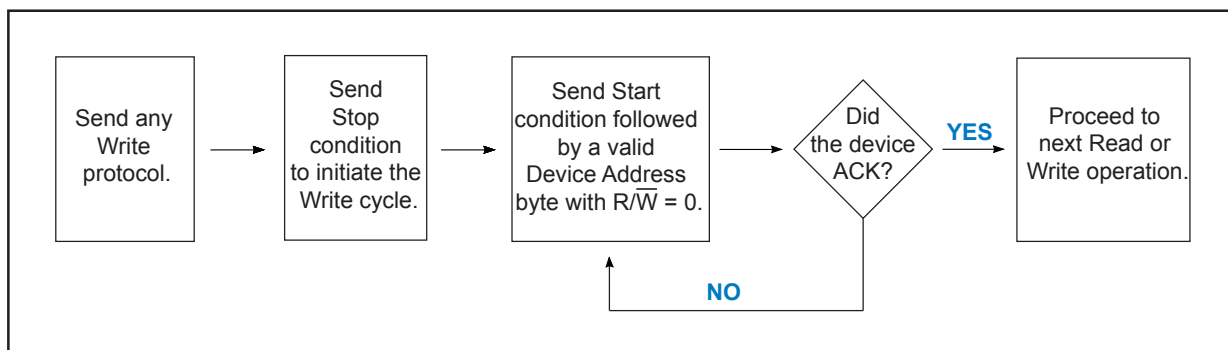 Send any
Write
protocol.
Send
Stop
condition
to initiate the
Write cycle.
Send Start
condition followed
by a valid
Device Address
byte with R/W̅ = 0.
Did
the device
ACK?
YES
Proceed to
next Read or
Write operation.
NO